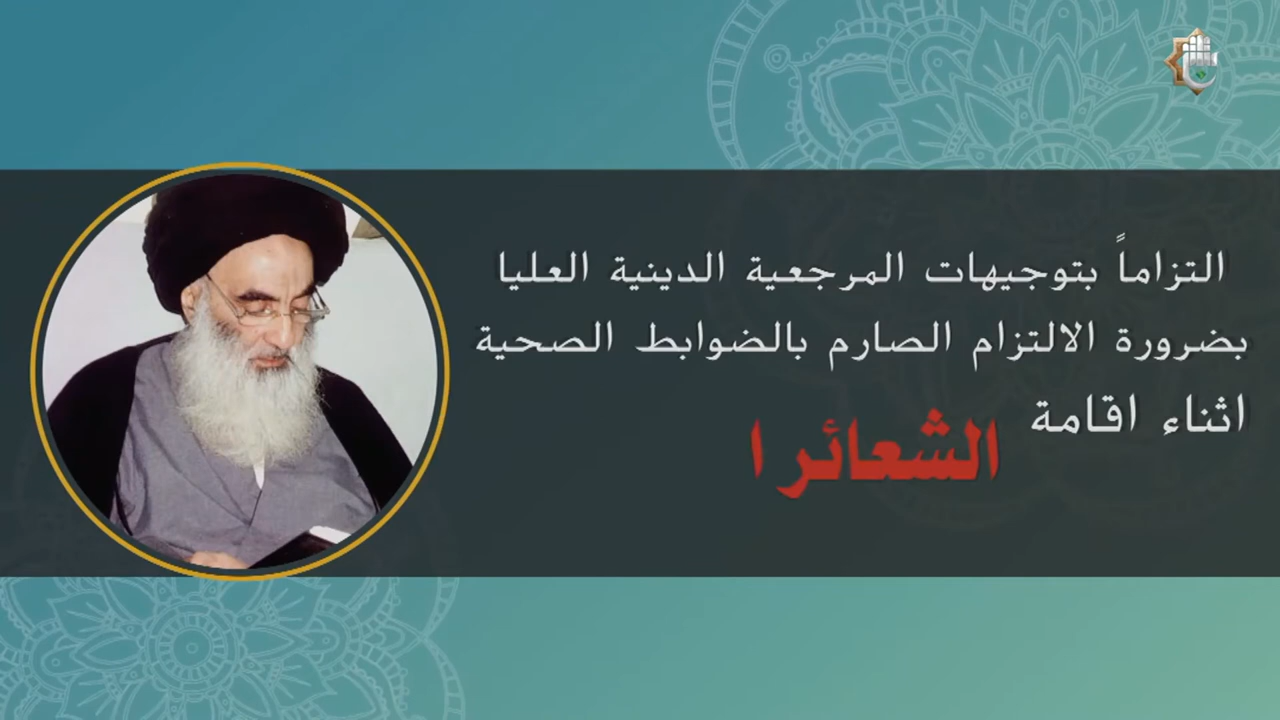 التزاماً بتوجيهات المرجعية الدينية العليا
بضرورة الالتزام الصارم بالضوابط الصحية
اثناء اقامة الشعائر ا